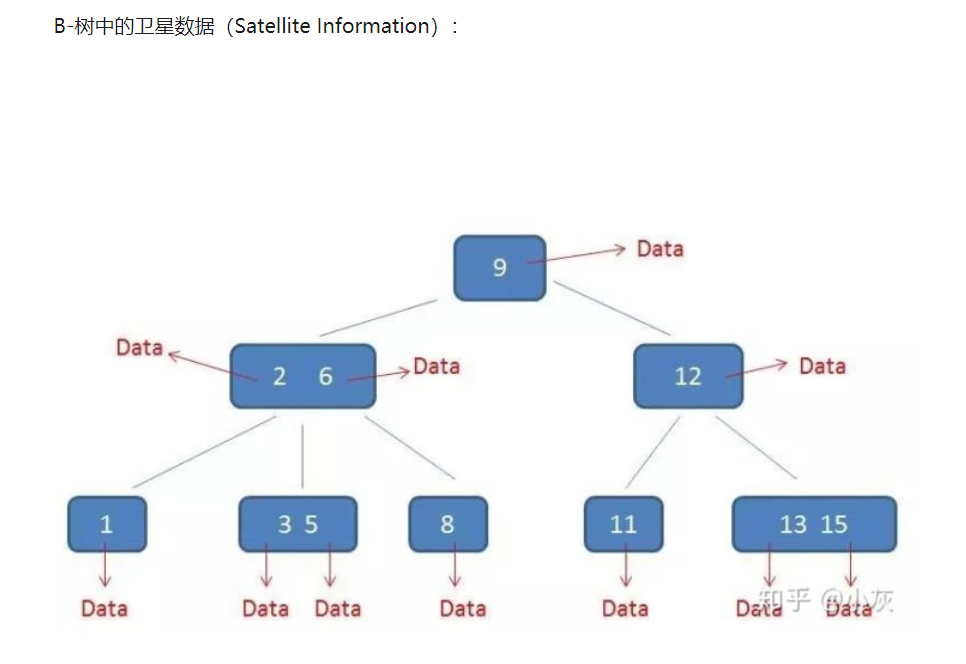 B-树中的卫星数据（Satellite Information）：
Data
9
Data
2 6
Data
12
Data
1
3 5
8
11
13 15
Data
Data
Data
Data
Data
Data
Data
知乎 @小灰